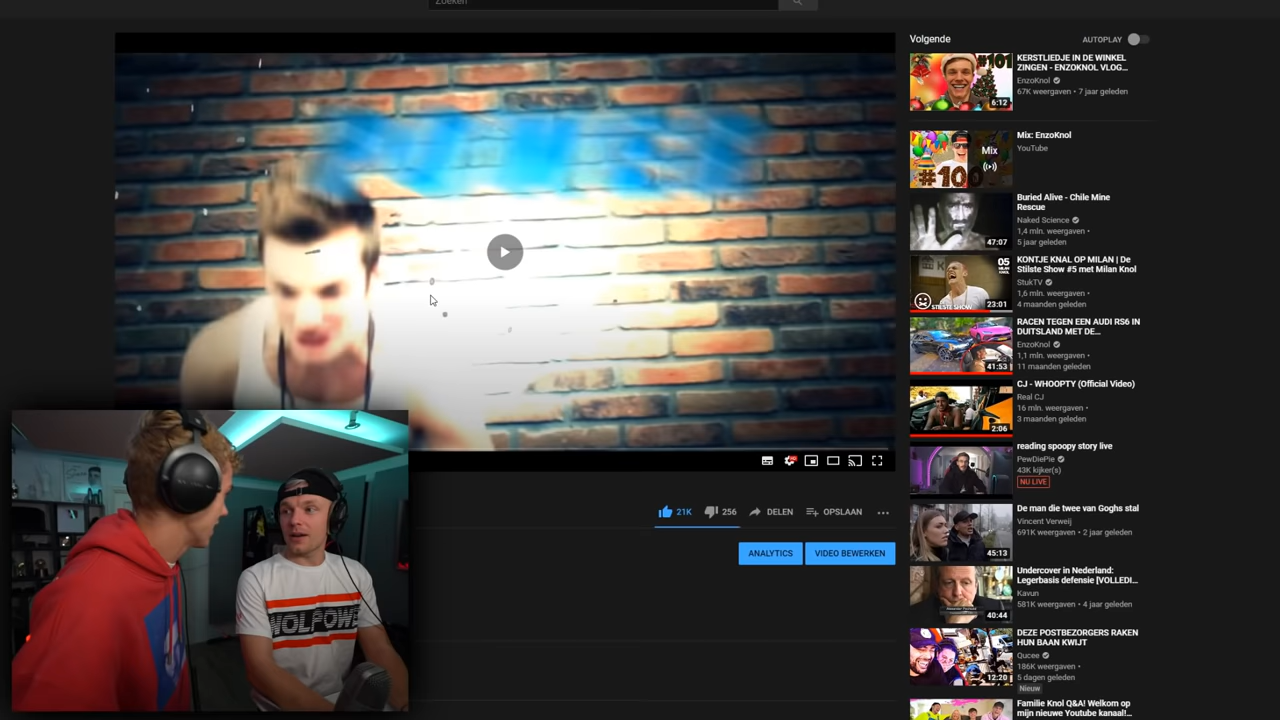 Zoeken
Volgende
AUTOPLAY
#101
6:12
KERSTLIEDJE IN DE WINKEL
ZINGEN - ENZOKNOL VLOG...
EnzoKnol
67K weergaven • 7 jaar geleden
#100
Mix
Mix: EnzoKnol
YouTube
47:07
Buried Alive - Chile Mine
Rescue
Naked Science
1,4 mln. weergaven •
5 jaar geleden
05
MILAN
KNOL
STILSTE SHOW
23:01
KONTJE KNAL OP MILAN | De
Stilste Show #5 met Milan Knol
StukTV
1,6 mln. weergaven •
4 maanden geleden
41:53
RACEN TEGEN EEN AUDI RS6 IN
DUITSLAND MET DE...
EnzoKnol
1,1 mln. weergaven •
11 maanden geleden
2:06
CJ - WHOOPTY (Official Video)
Real CJ
16 mln. weergaven •
3 maanden geleden
reading spoopy story live
PewDiePie
43K kijker(s)
NU LIVE
45:13
De man die twee van Goghs stal
Vincent Verweij
691K weergaven • 2 jaar geleden
40:44
Undercover in Nederland:
Legerbasis defensie [VOLLEDI...
Kavun
581K weergaven • 4 jaar geleden
12:20
DEZE POSTBEZORGERS RAKEN
HUN BAAN KWIJT
Qucee
186K weergaven •
5 dagen geleden
Nieuw
Familie Knol Q&A! Welkom op
mijn nieuwe Youtube kanaal!...
21K
256
DELEN
OPSLAAN
ANALYTICS
VIDEO BEWERKEN